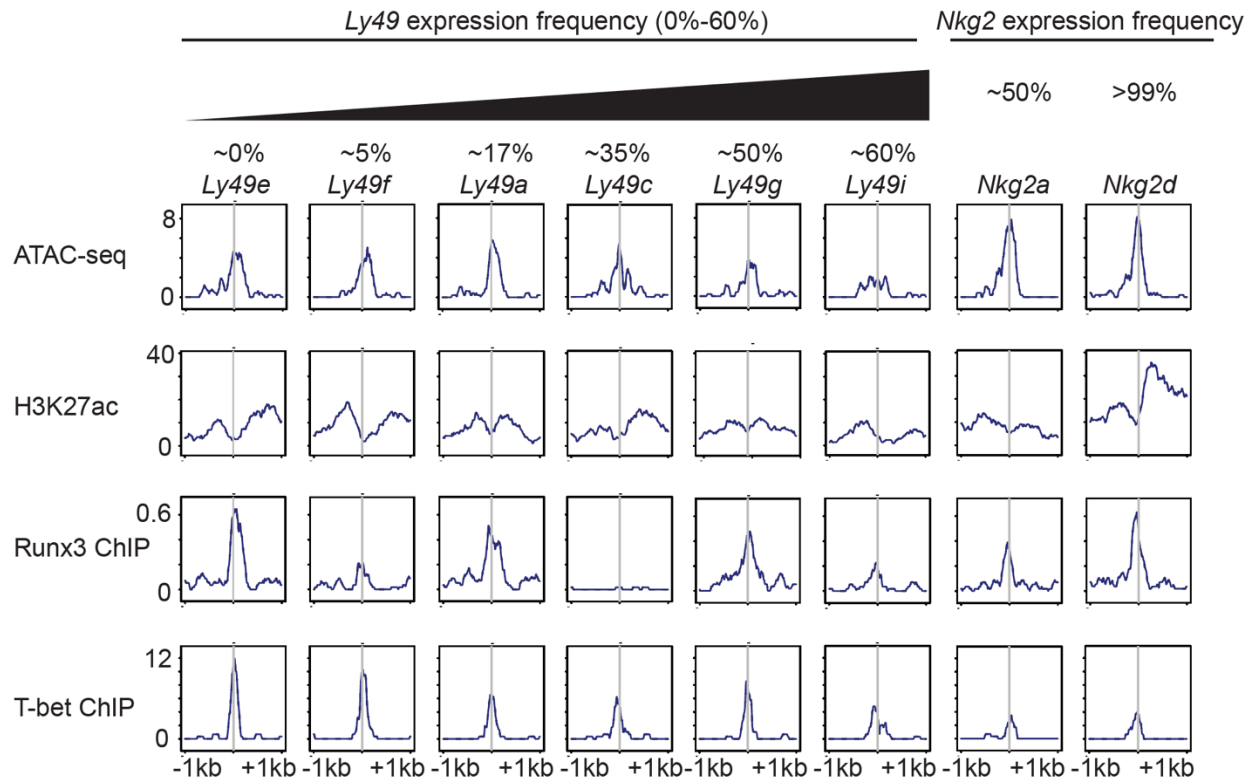 Ly49 expression frequency (0%-60%) Nkg2 expression frequency
~50% >99%
~0% ~5% ~17% ~35% ~50% ~60%
Ly49e Ly49f Ly49a Ly49c Ly49g Ly49i Nkg2a Nkg2d
8
ATAC-seq
0
40
H3K27ac
0
0.6
Runx3 ChIP
0
12
T-bet ChIP
0
-1kb +1kb -1kb +1kb -1kb +1kb -1kb +1kb -1kb +1kb -1kb +1kb -1kb +1kb -1kb +1kb